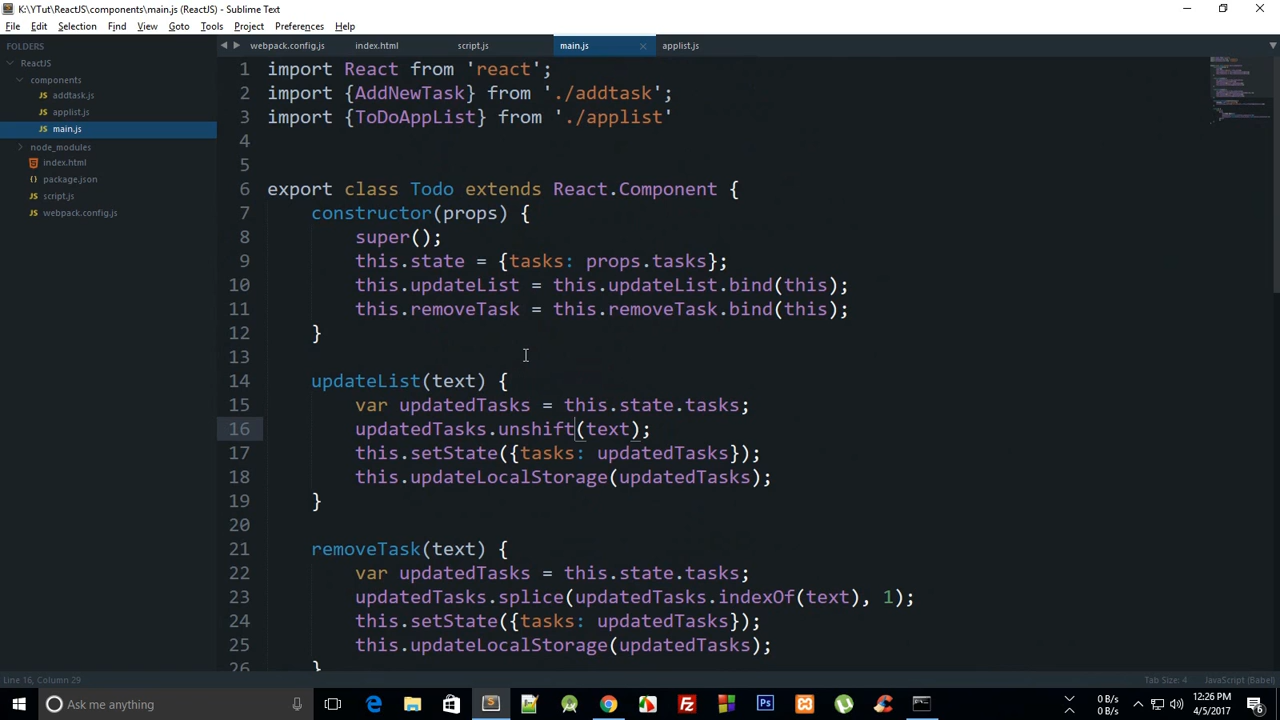 K:\YTut\ReactJS\components\main.js (ReactJS) - Sublime Text
File Edit Selection Find View Goto Tools Project Preferences Help
FOLDERS
ReactJS
components
addtask.js
applist.js
main.js
node_modules
index.html
package.json
script.js
webpack.config.js
webpack.config.js index.html script.js main.js applist.js
1 import React from 'react';
2 import {AddNewTask} from './addtask';
3 import {ToDoAppList} from './applist'
4
5
6 export class Todo extends React.Component {
7 constructor(props) {
8 super();
9 this.state = {tasks: props.tasks};
10 this.updateList = this.updateList.bind(this);
11 this.removeTask = this.removeTask.bind(this);
12 }
13
14 updateList(text) {
15 var updatedTasks = this.state.tasks;
16 updatedTasks.unshift(text);
17 this.setState({tasks: updatedTasks});
18 this.updateLocalStorage(updatedTasks);
19 }
20
21 removeTask(text) {
22 var updatedTasks = this.state.tasks;
23 updatedTasks.splice(updatedTasks.indexOf(text), 1);
24 this.setState({tasks: updatedTasks});
25 this.updateLocalStorage(updatedTasks);
26 }
Line 16, Column 29 Tab Size: 4 JavaScript (Babel)
Ask me anything
0 B/s
0 B/s
12:26 PM
4/5/2017
6